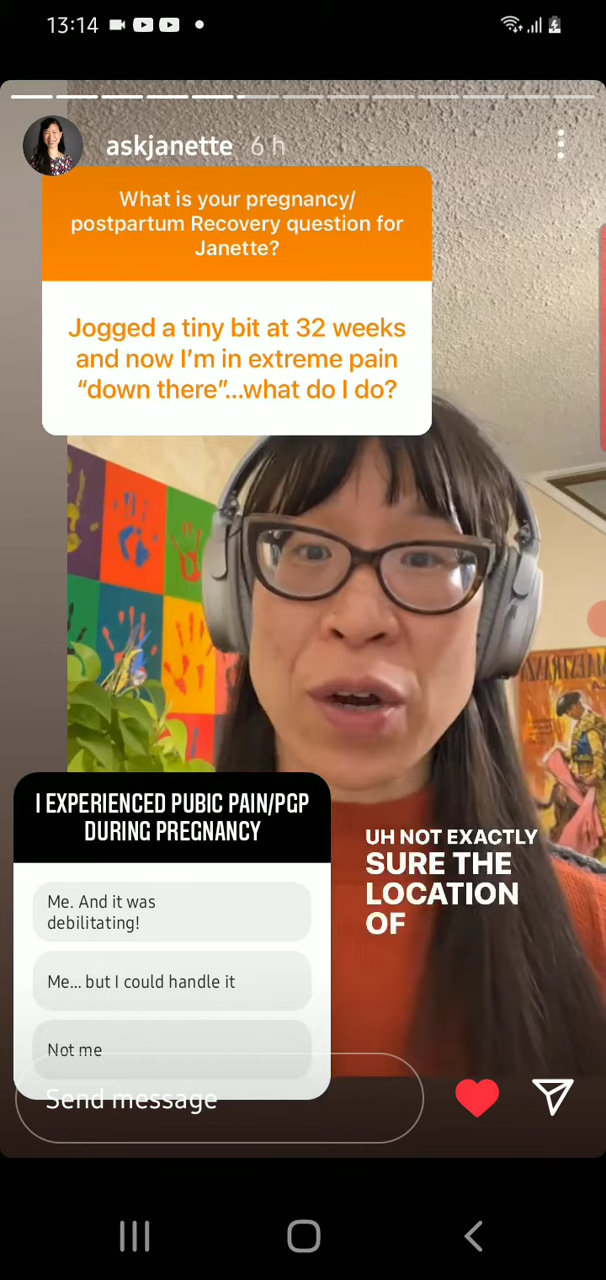 13:14
askjanette 6 h
What is your pregnancy/
postpartum Recovery question for
Janette?
Jogged a tiny bit at 32 weeks
and now I'm in extreme pain
“down there”...what do I do?
I EXPERIENCED PUBIC PAIN/PGP
DURING PREGNANCY
Me. And it was
debilitating!
Me... but I could handle it
Not me
UH NOT EXACTLY
SURE THE
LOCATION
OF
Send message